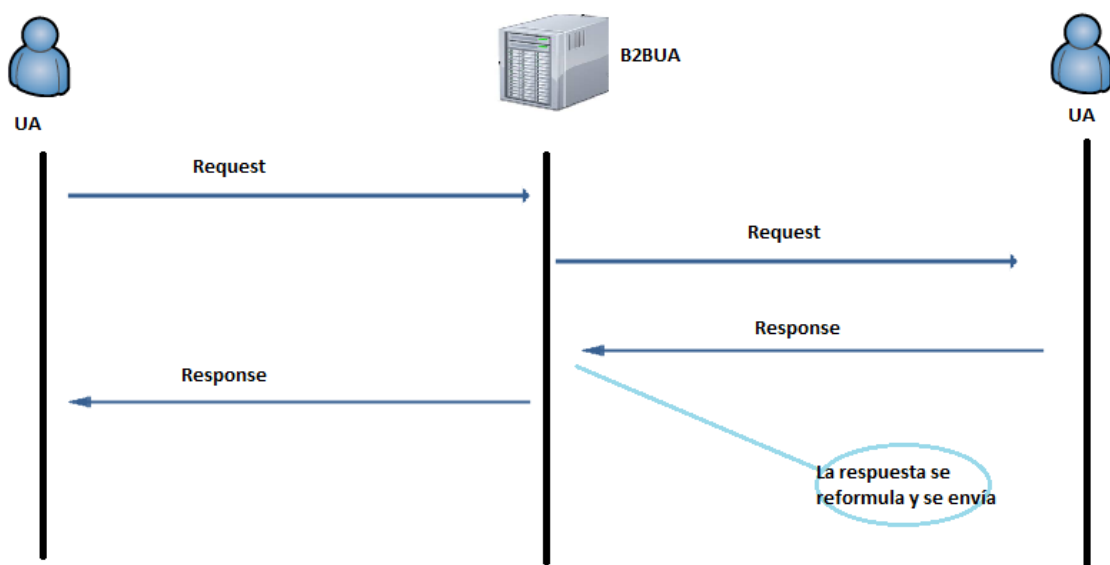 B2BUA
UA
UA
Request
Request
Response
Response
La respuesta se
reformula y se envía